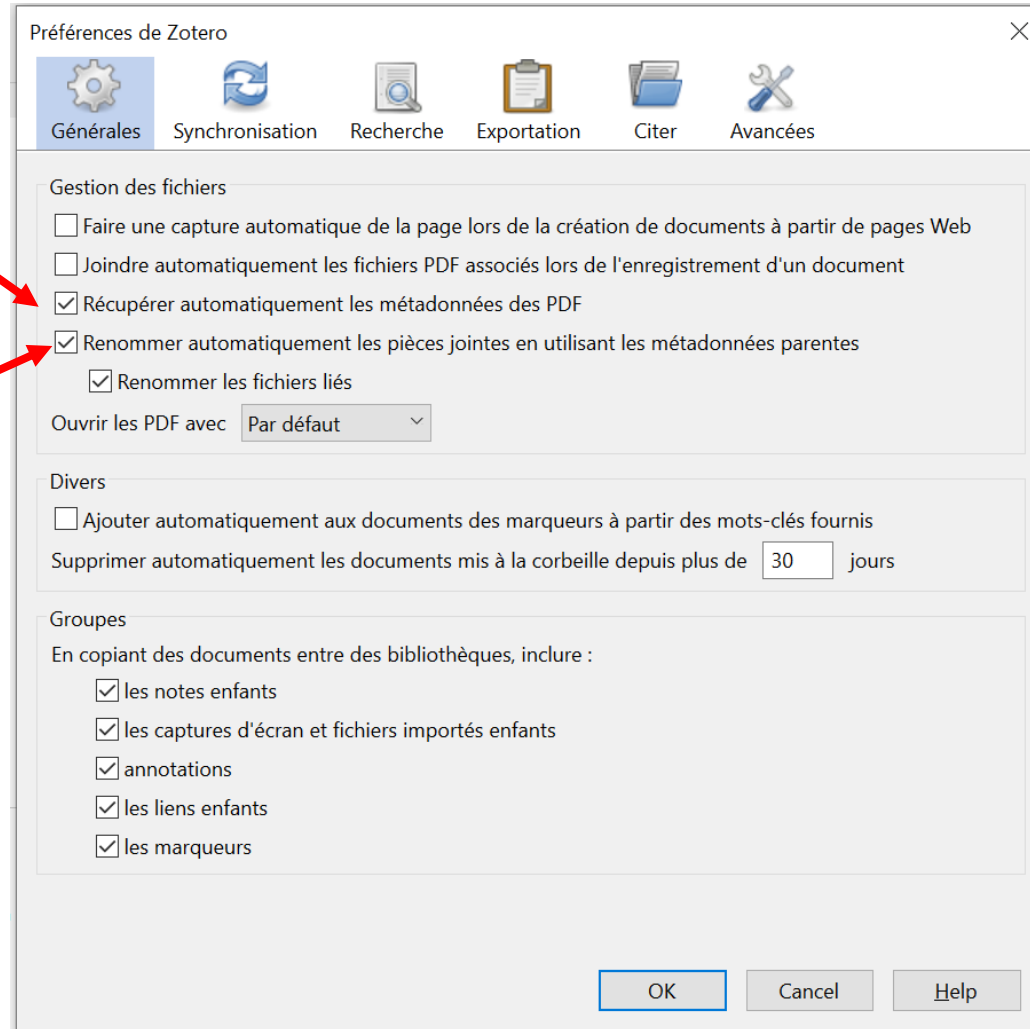 Préférences de Zotero
Générales Synchronisation Recherche Exportation Citer Avancées
Gestion des fichiers
Faire une capture automatique de la page lors de la création de documents à partir de pages Web
Joindre automatiquement les fichiers PDF associés lors de l'enregistrement d'un document
Récupérer automatiquement les métadonnées des PDF
Renommer automatiquement les pièces jointes en utilisant les métadonnées parentes
Renommer les fichiers liés
Ouvrir les PDF avec Par défaut
Divers
Ajouter automatiquement aux documents des marqueurs à partir des mots-clés fournis
Supprimer automatiquement les documents mis à la corbeille depuis plus de 30 jours
Groupes
En copiant des documents entre des bibliothèques, inclure :
les notes enfants
les captures d'écran et fichiers importés enfants
annotations
les liens enfants
les marqueurs
OK Cancel Help